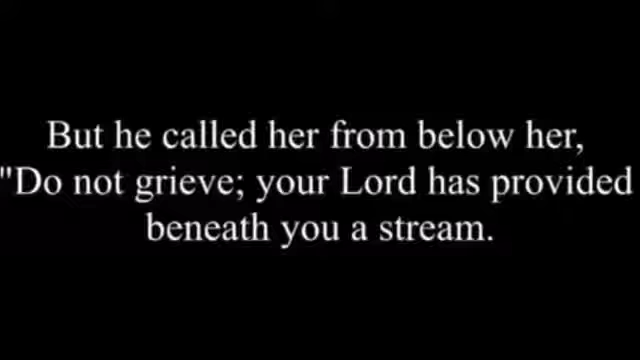 But he called her from below her,
"Do not grieve; your Lord has provided
beneath you a stream.